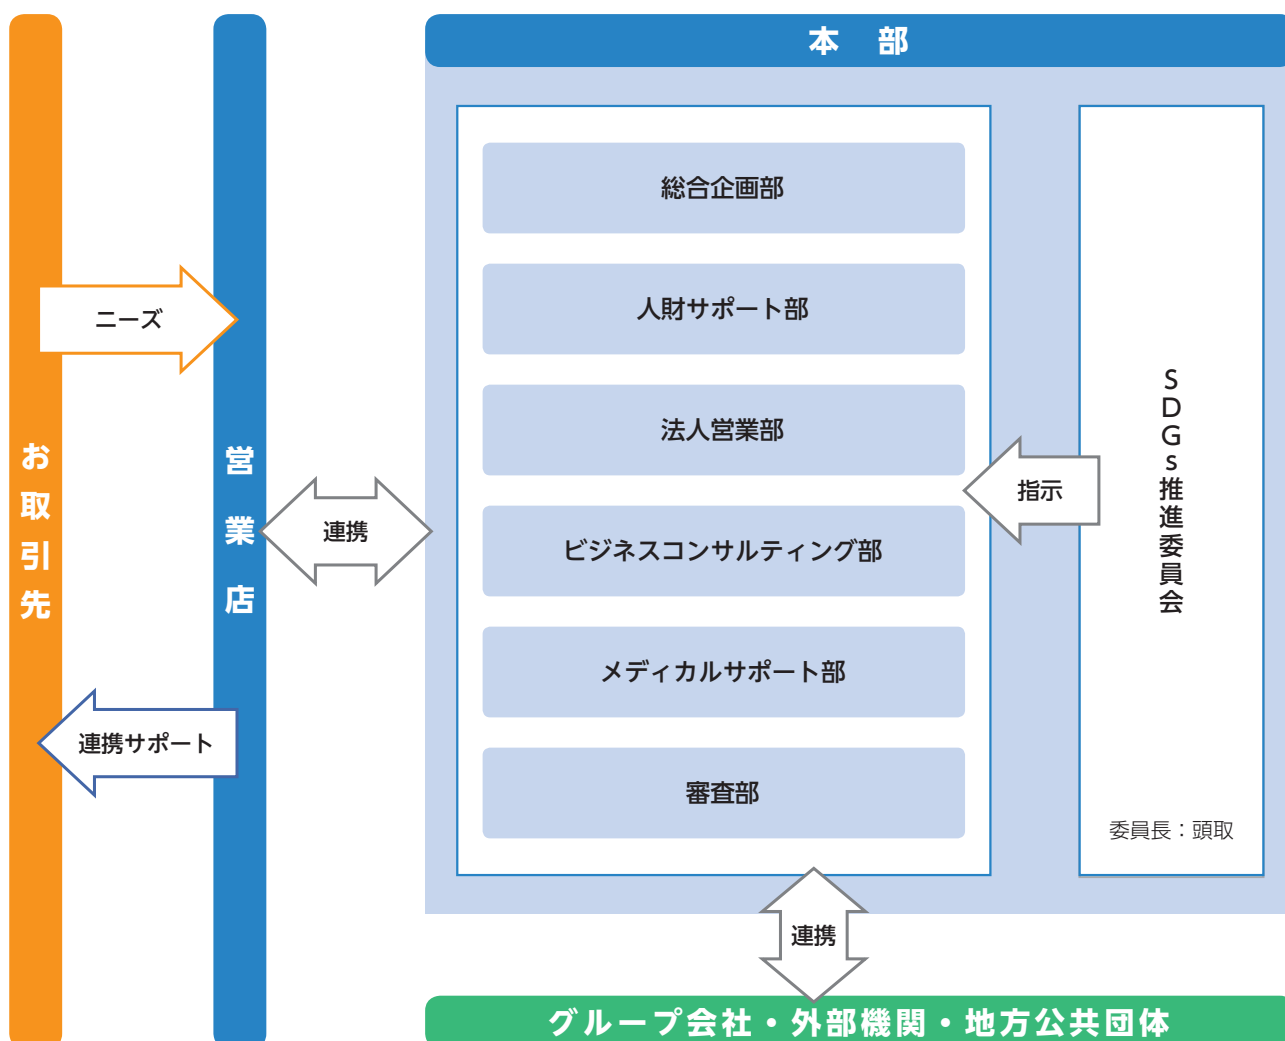 本 部
お取引先
営業店
ニーズ
連携
連携サポート
総合企画部
人財サポート部
法人営業部
ビジネスコンサルティング部
メディカルサポート部
審査部
指示
SDGs推進委員会
委員長：頭取
連携
グループ会社・外部機関・地方公共団体